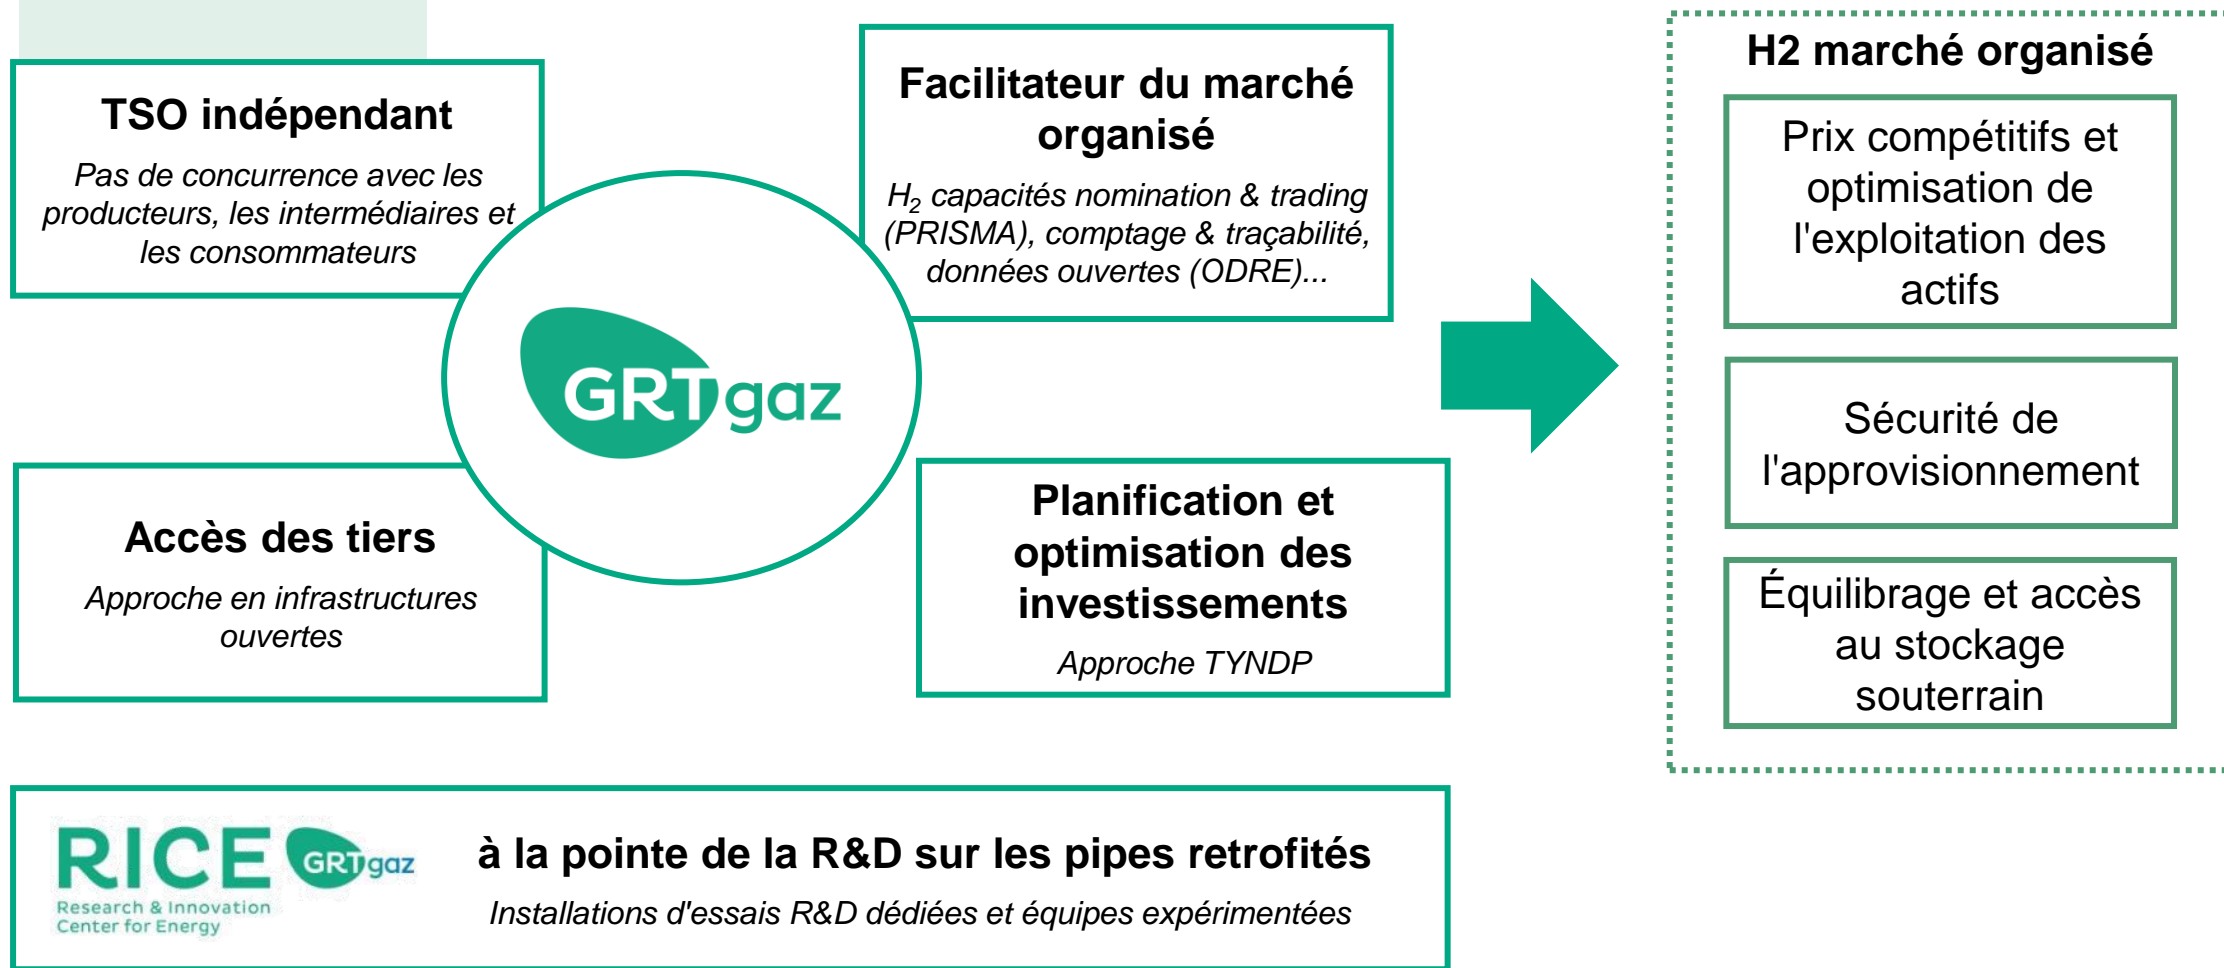 TSO indépendant
Pas de concurrence avec les
producteurs, les intermédiaires et
les consommateurs
Facilitateur du marché
organisé
H₂ capacités nomination & trading
(PRISMA), comptage & traçabilité,
données ouvertes (ODRE)...
GRTgaz
Accès des tiers
Approche en infrastructures
ouvertes
Planification et
optimisation des
investissements
Approche TYNDP
RICE GRTgaz
Research & Innovation
Center for Energy
à la pointe de la R&D sur les pipes retrofités
Installations d'essais R&D dédiées et équipes expérimentées
H2 marché organisé
Prix compétitifs et
optimisation de
l'exploitation des
actifs
Sécurité de
l'approvisionnement
Équilibrage et accès
au stockage
souterrain